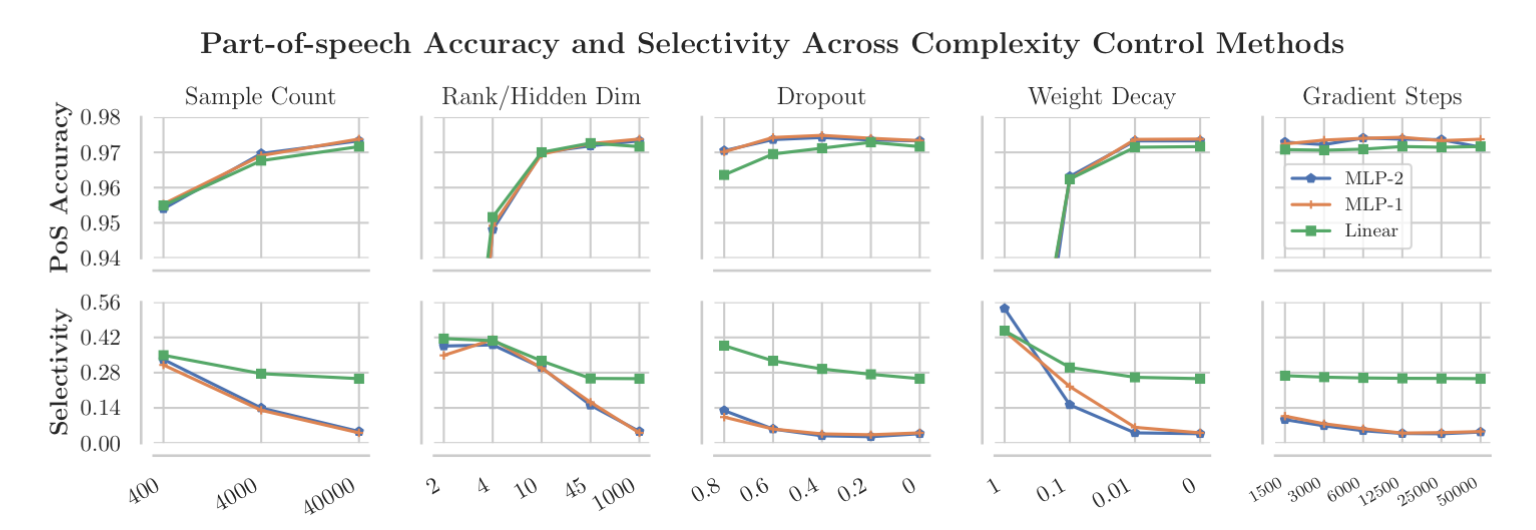 Part-of-speech Accuracy and Selectivity Across Complexity Control Methods
Sample Count Rank/Hidden Dim Dropout Weight Decay Gradient Steps
PoS Accuracy
0.98
0.97
0.96
0.95
0.94
MLP-2
MLP-1
Linear
Selectivity
0.56
0.42
0.28
0.14
0.00
400 4000 40000 2 4 10 45 1000 0.8 0.6 0.4 0.2 0 1 0.1 0.01 0 1500 3000 6000 12500 25000 50000